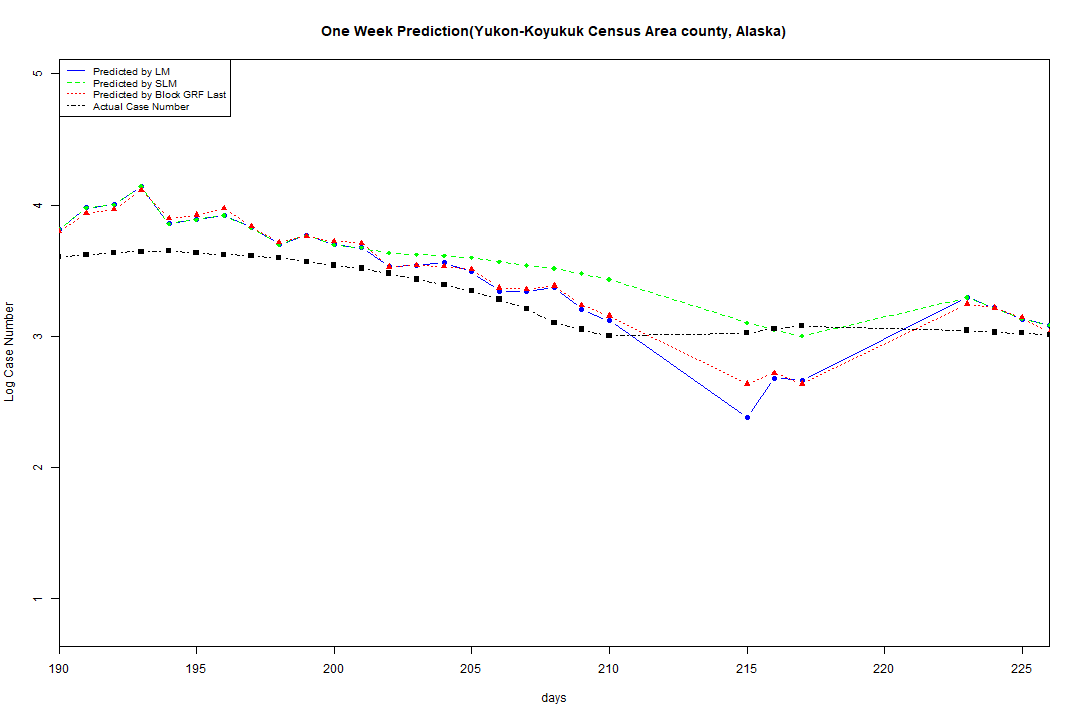 One Week Prediction(Yukon-Koyukuk Census Area county, Alaska)
Predicted by LM
Predicted by SLM
Predicted by Block GRF Last
Actual Case Number
5
4
3
2
1
Log Case Number
190 195 200 205 210 215 220 225
days